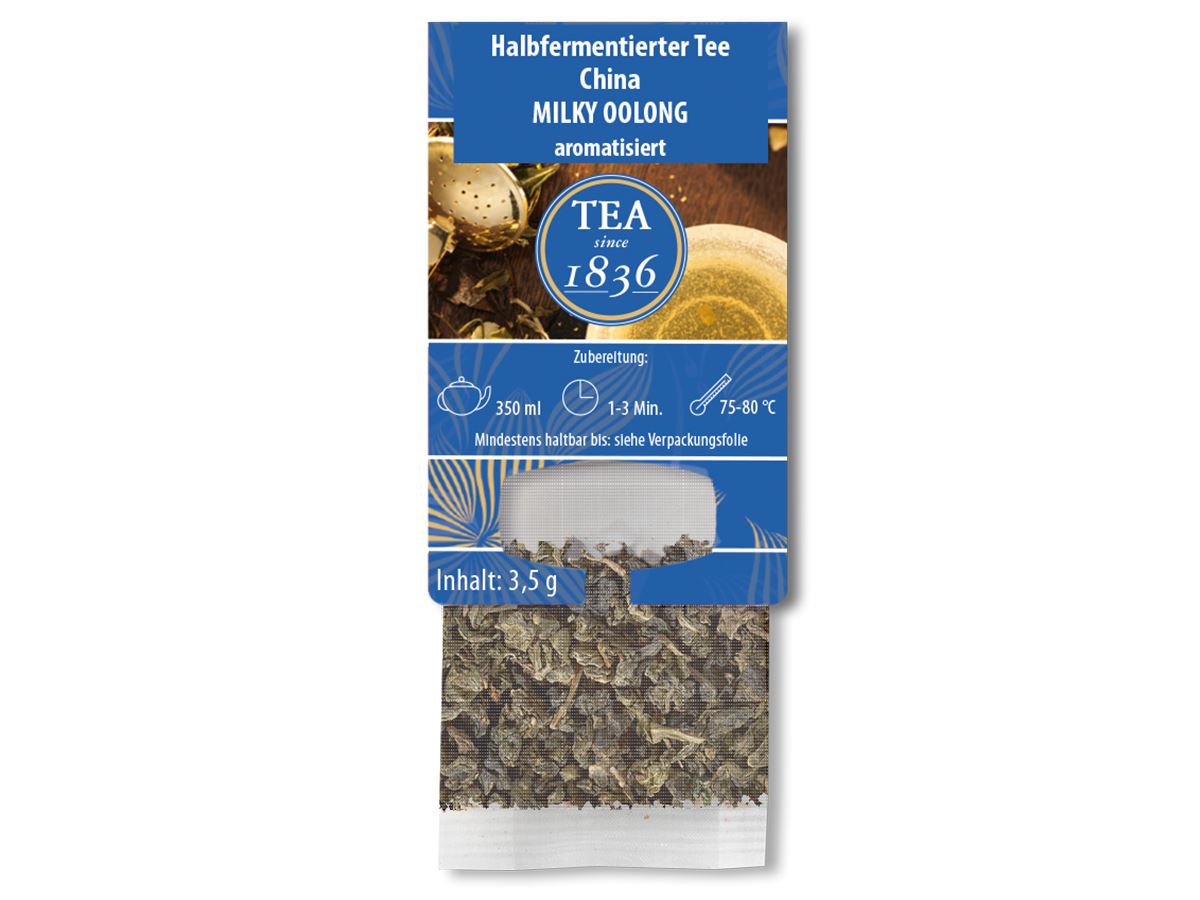 Halbfermentierter Tee
China
MILKY OOLONG
aromatisiert
TEA
since
1836
Zubereitung:
350 ml
1-3 Min.
75-80 °C
Mindestens haltbar bis: siehe Verpackungsfolie
Inhalt: 3,5 g